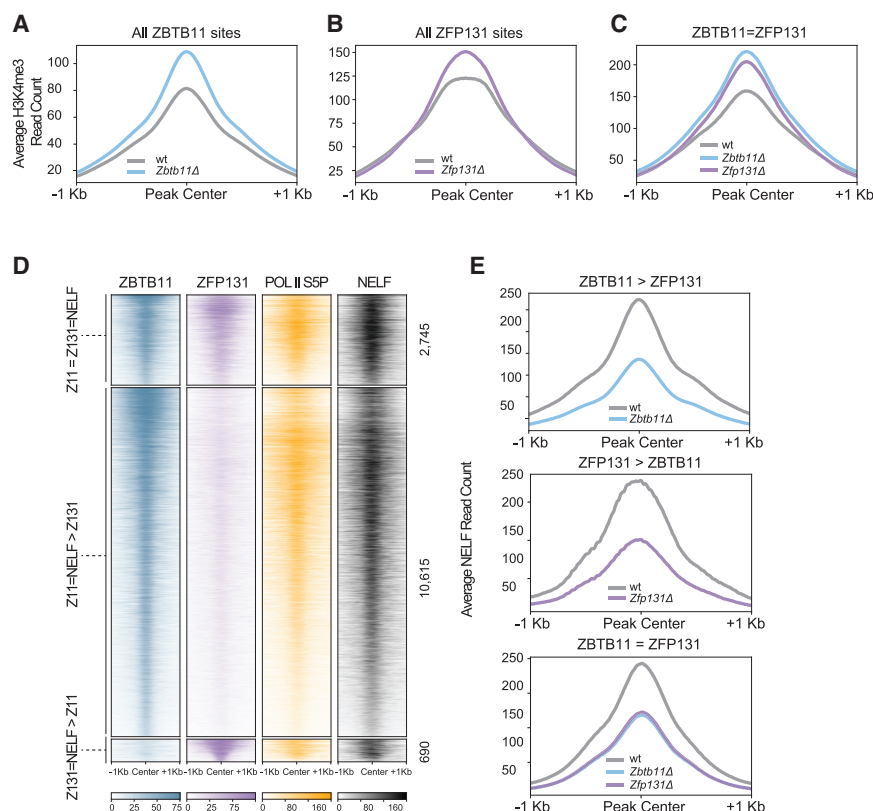 A
All ZBTB11 sites
Average H3K4me3
Read Count
100
80
60
40
20
wt
Zbtb11Δ
-1 Kb
Peak Center
+1 Kb
B
All ZFP131 sites
150
125
100
75
50
25
wt
Zfp131Δ
-1 Kb
Peak Center
+1 Kb
C
ZBTB11=ZFP131
200
150
100
50
wt
Zbtb11Δ
Zfp131Δ
-1 Kb
Peak Center
+1 Kb
D
ZBTB11 ZFP131 POL II S5P NELF
Z11 = Z131=NELF
2,745
Z11=NELF > Z131
10,615
Z131=NELF > Z11
690
-1Kb Center +1Kb -1Kb Center +1Kb -1Kb Center +1Kb -1Kb Center +1Kb
0 25 50 75 0 25 50 75 0 80 160 0 80 160
E
Average NELF Read Count
ZBTB11 > ZFP131
250
200
150
100
50
wt
Zbtb11Δ
-1 Kb
Peak Center
+1 Kb
ZFP131 > ZBTB11
250
200
150
100
50
wt
Zfp131Δ
-1 Kb
Peak Center
+1 Kb
ZBTB11 = ZFP131
250
200
150
100
50
wt
Zbtb11Δ
Zfp131Δ
-1 Kb
Peak Center
+1 Kb